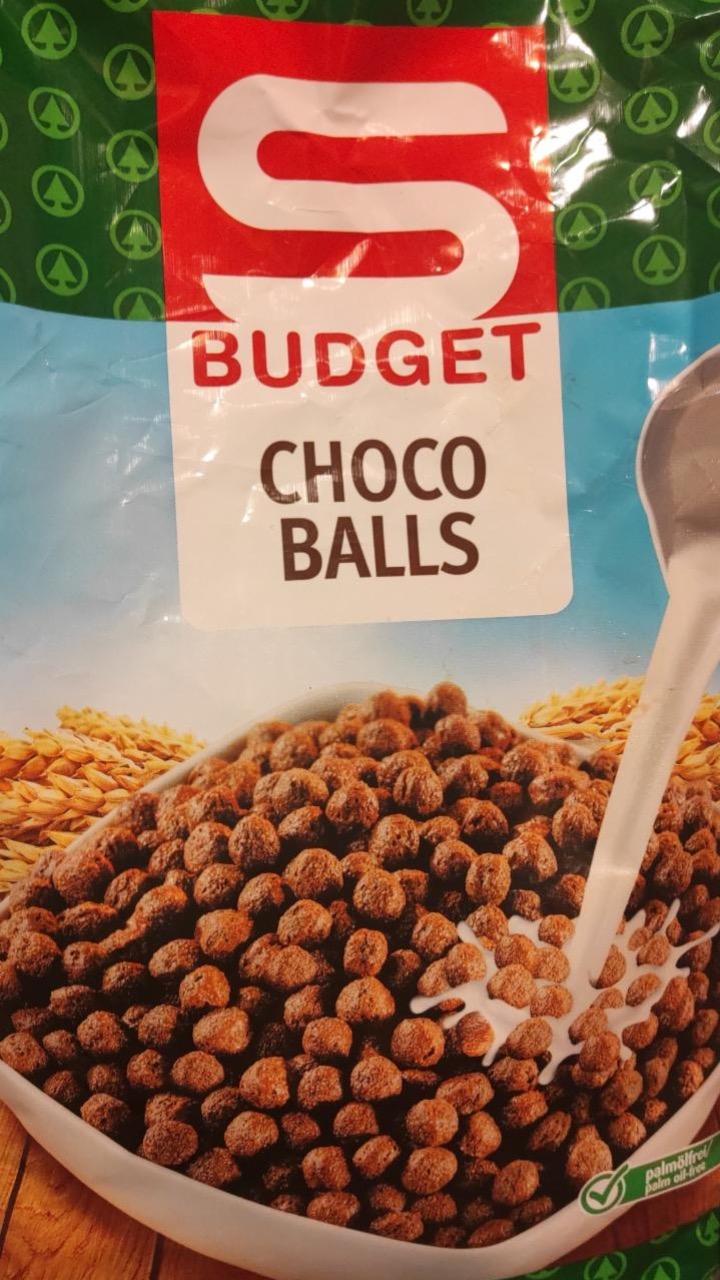 S
BUDGET
CHOCO
BALLS
palmölfrei/
palm oil-free